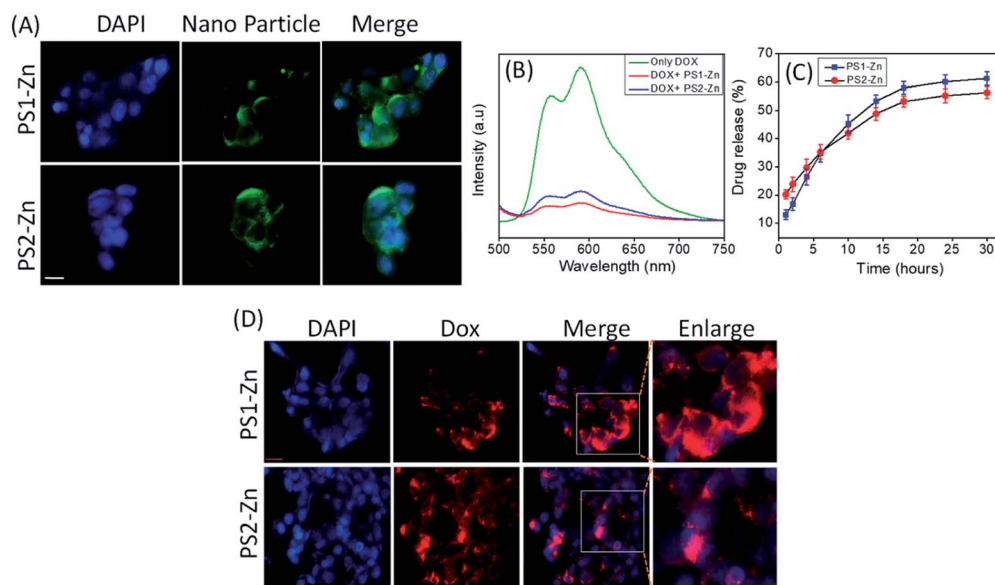 (A)
DAPI Nano Particle Merge
PS1-Zn
PS2-Zn
(B)
Only DOX
DOX+ PS1-Zn
DOX+ PS2-Zn
Intensity (a.u)
500 550 600 650 700 750
Wavelength (nm)
(C)
PS1-Zn
PS2-Zn
Drug release (%)
70
60
50
40
30
20
10
0 5 10 15 20 25 30
Time (hours)
(D)
DAPI Dox Merge Enlarge
PS1-Zn
PS2-Zn